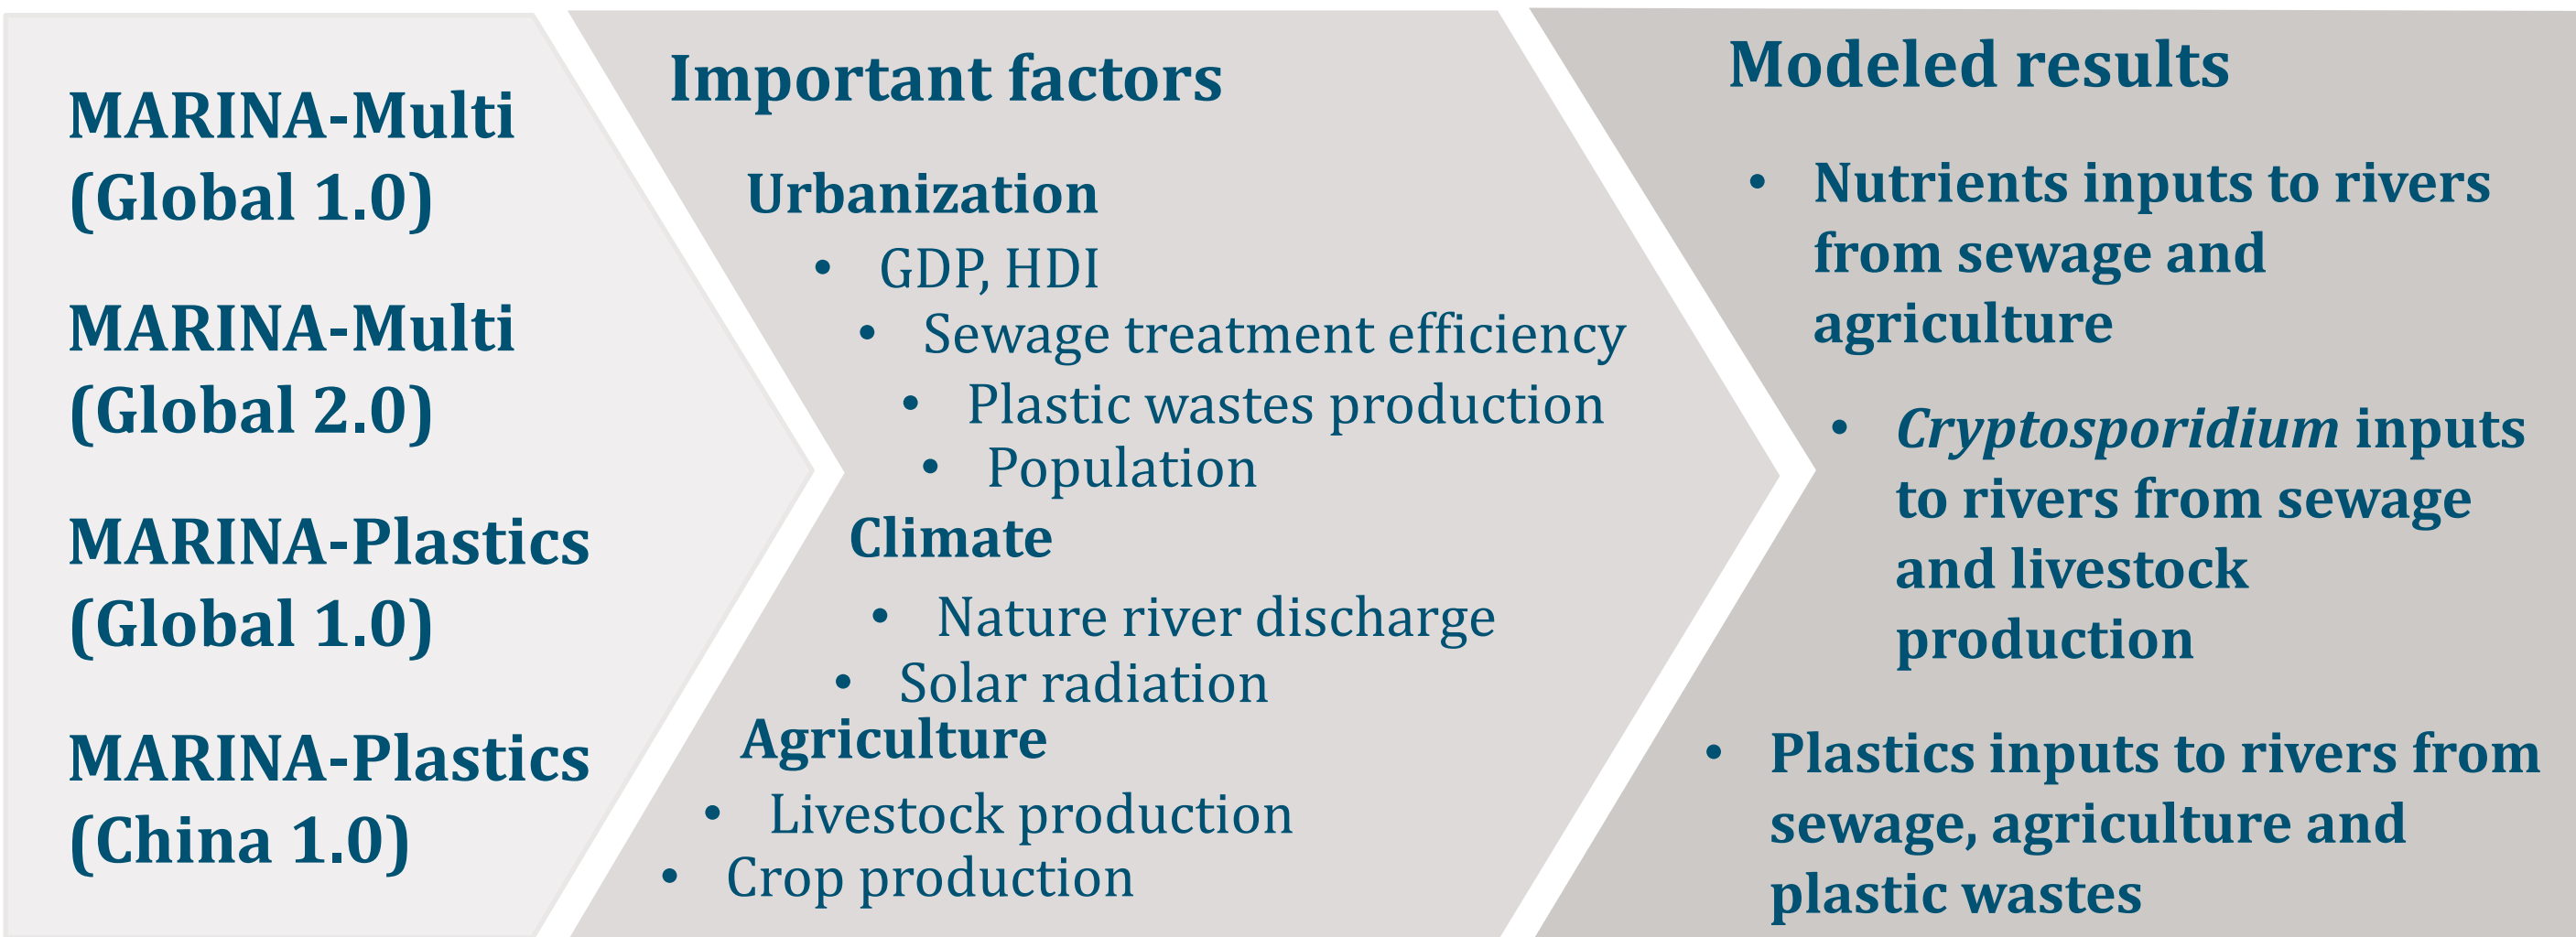 MARINA-Multi
(Global 1.0)
MARINA-Multi
(Global 2.0)
MARINA-Plastics
(Global 1.0)
MARINA-Plastics
(China 1.0)
Important factors
Urbanization
• GDP, HDI
• Sewage treatment efficiency
• Plastic wastes production
• Population
Climate
• Nature river discharge
• Solar radiation
Agriculture
• Livestock production
• Crop production
Modeled results
• Nutrients inputs to rivers
from sewage and
agriculture
• Cryptosporidium inputs
to rivers from sewage
and livestock
production
• Plastics inputs to rivers from
sewage, agriculture and
plastic wastes